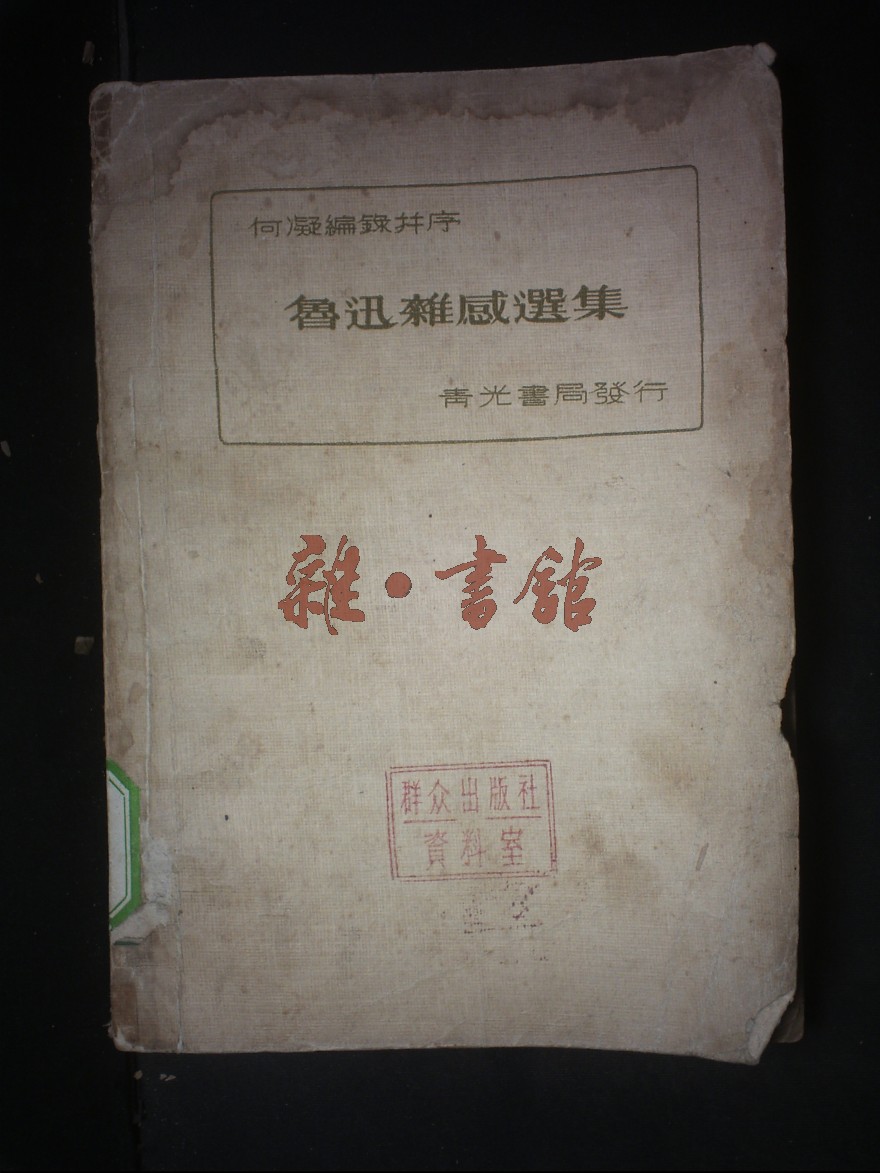 何凝編錄幷序
魯迅雜感選集
青光書局發行
雜·書館
群众出版社
資料室